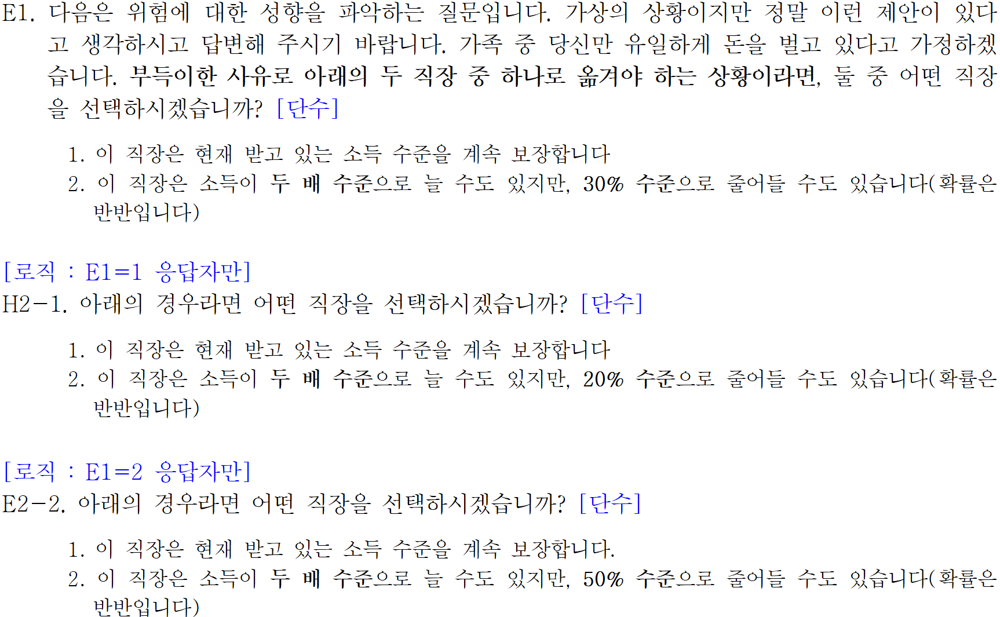 E1. 다음은 위험에 대한 성향을 파악하는 질문입니다. 가상의 상황이지만 정말 이런 제안이 있다
고 생각하시고 답변해 주시기 바랍니다. 가족 중 당신만 유일하게 돈을 벌고 있다고 가정하겠
습니다. 부득이한 사유로 아래의 두 직장 중 하나로 옮겨야 하는 상황이라면, 둘 중 어떤 직장
을 선택하시겠습니까? [단수]
1. 이 직장은 현재 받고 있는 소득 수준을 계속 보장합니다
2. 이 직장은 소득이 두 배 수준으로 늘 수도 있지만, 30% 수준으로 줄어들 수도 있습니다(확률은
반반입니다)
[로직 : E1=1 응답자만]
H2-1. 아래의 경우라면 어떤 직장을 선택하시겠습니까? [단수]
1. 이 직장은 현재 받고 있는 소득 수준을 계속 보장합니다
2. 이 직장은 소득이 두 배 수준으로 늘 수도 있지만, 20% 수준으로 줄어들 수도 있습니다(확률은
반반입니다)
[로직 : E1=2 응답자만]
E2-2. 아래의 경우라면 어떤 직장을 선택하시겠습니까? [단수]
1. 이 직장은 현재 받고 있는 소득 수준을 계속 보장합니다.
2. 이 직장은 소득이 두 배 수준으로 늘 수도 있지만, 50% 수준으로 줄어들 수도 있습니다(확률은
반반입니다)